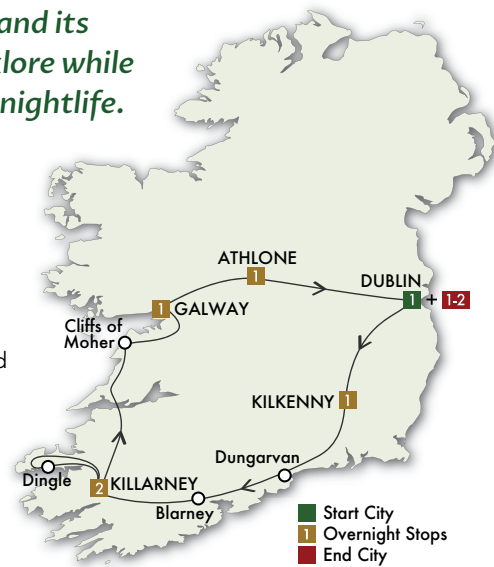 and its
klore while
nightlife.
ATHLONE
1
DUBLIN
1 + 1-2
1 GALWAY
Cliffs of
Moher
d
KILKENNY 1
Dungarvan
Dingle
2 KILLARNEY
Blarney
Start City
1 Overnight Stops
End City